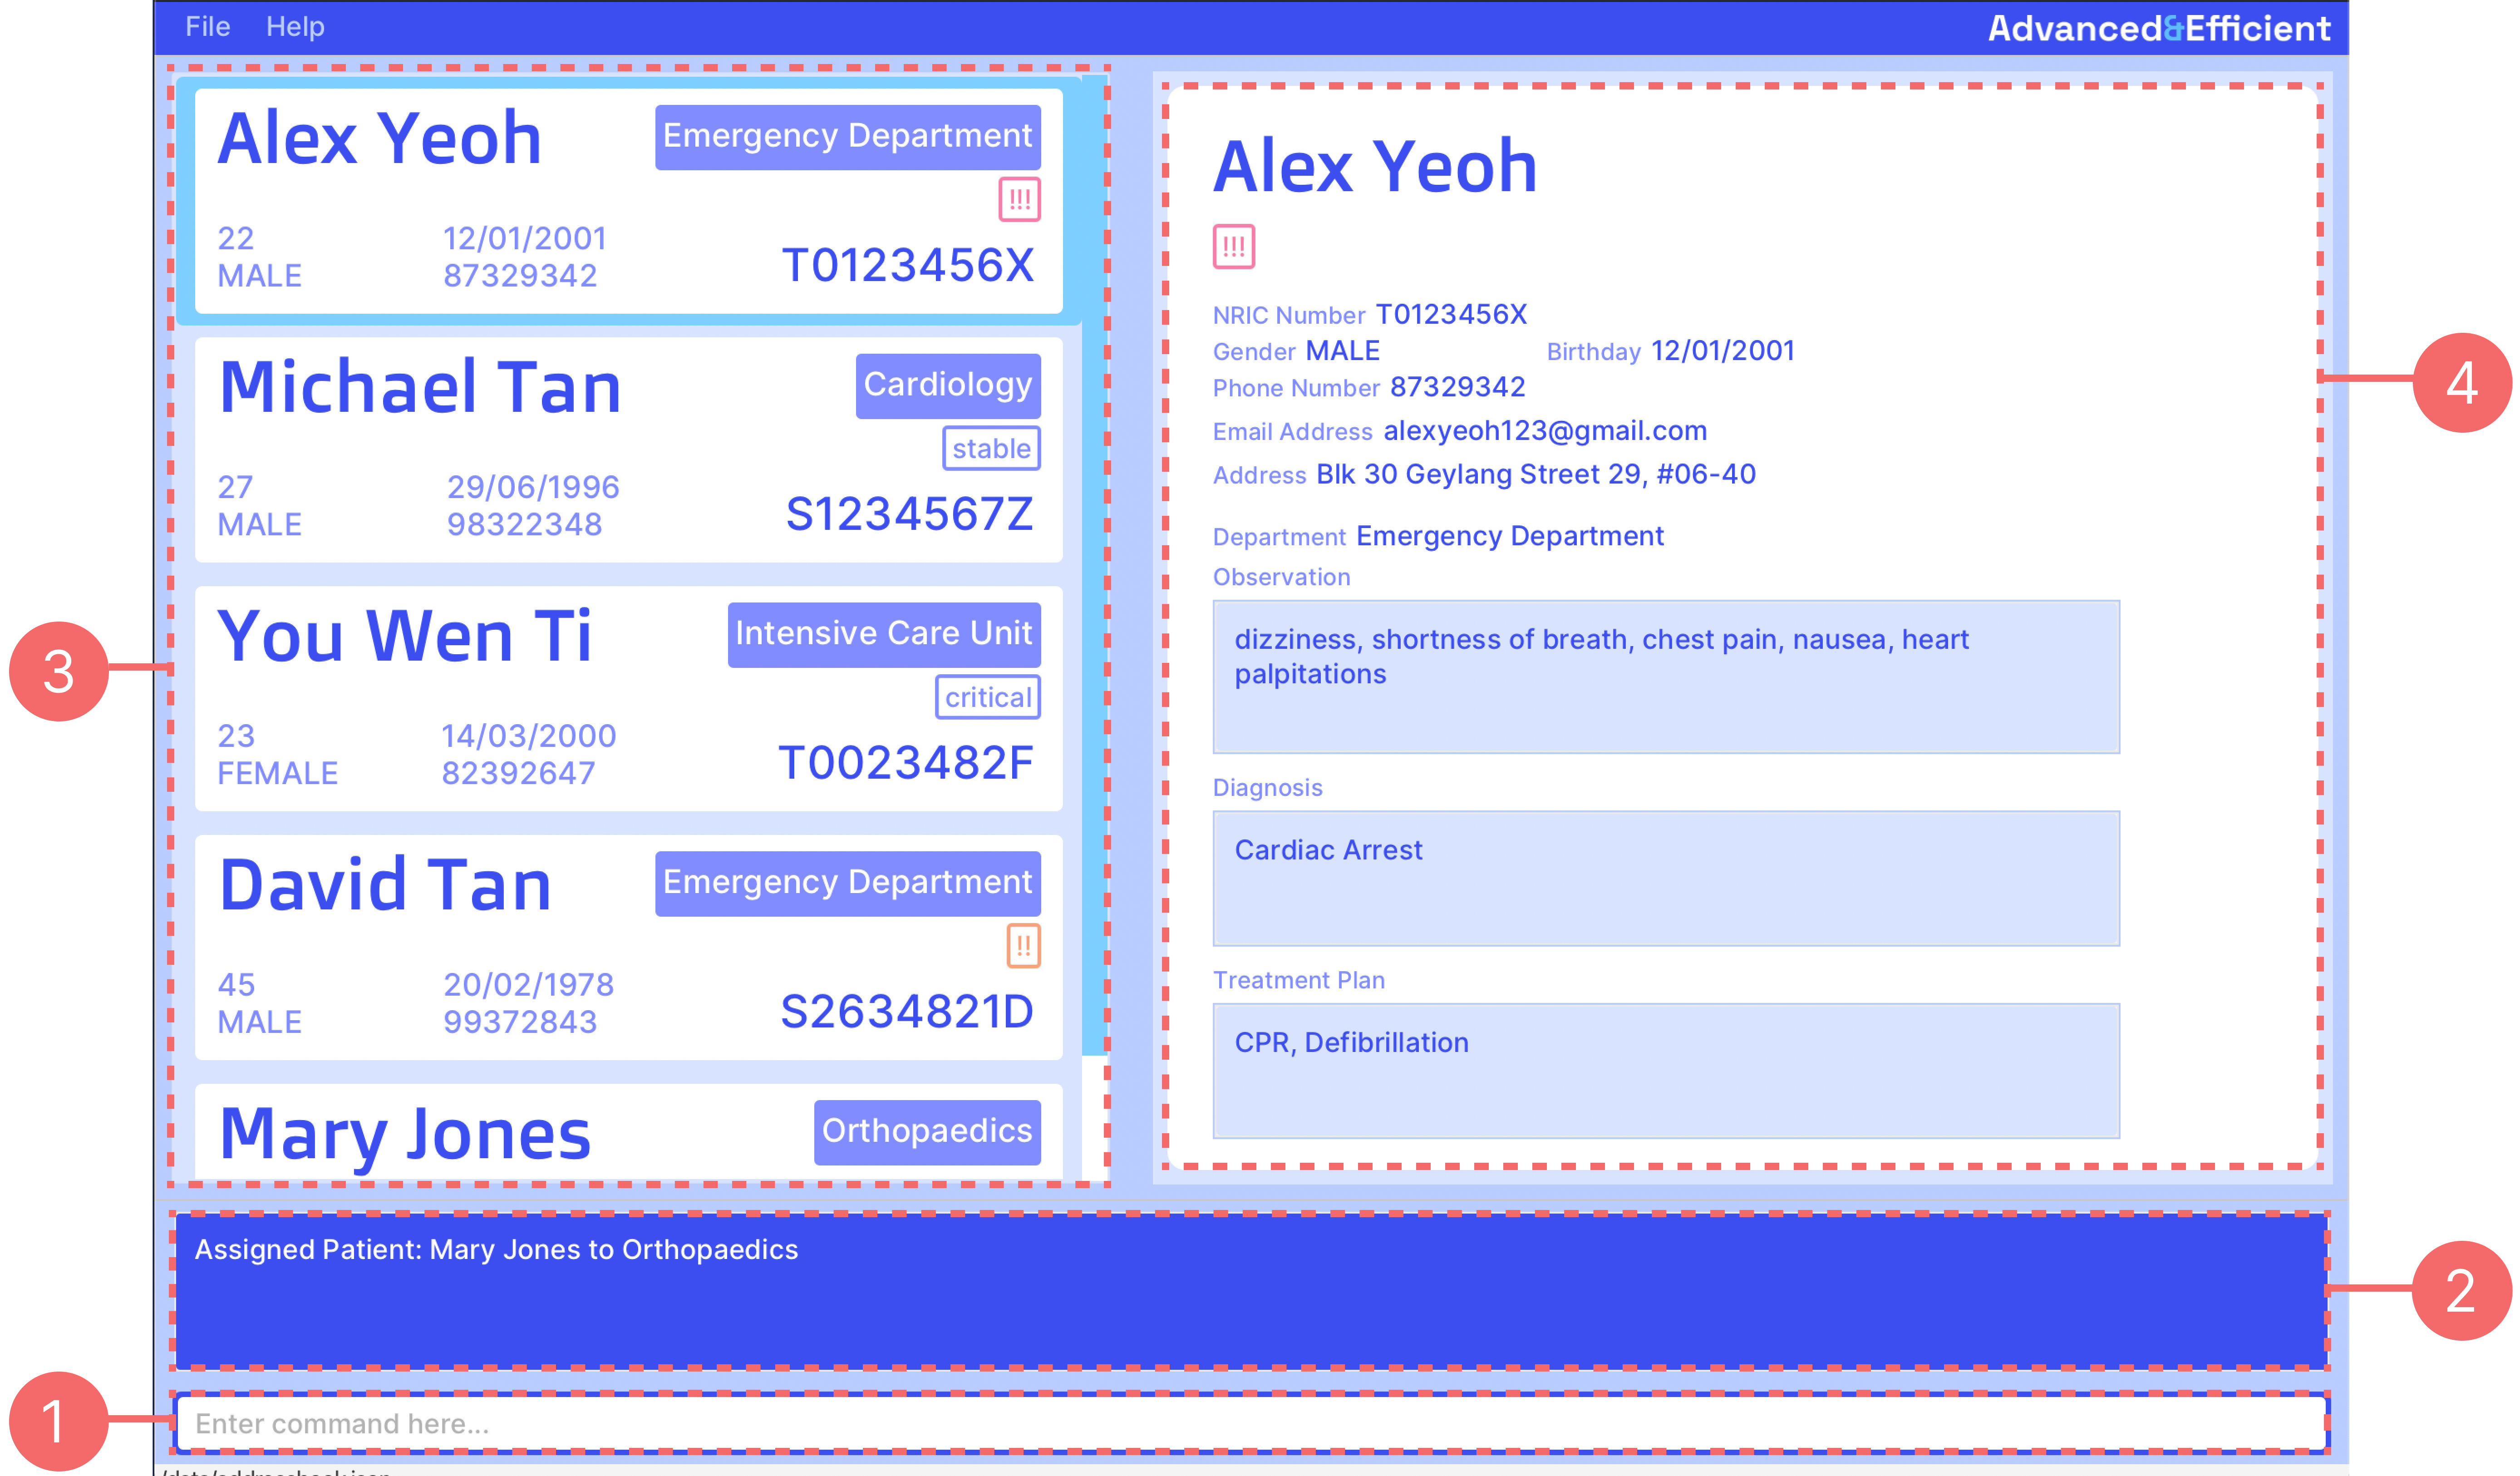 File Help Advanced&Efficient
Alex Yeoh
Emergency Department
!!!
22 12/01/2001
MALE 87329342
T0123456X
Michael Tan
Cardiology
stable
27 29/06/1996
MALE 98322348
S1234567Z
You Wen Ti
Intensive Care Unit
critical
23 14/03/2000
FEMALE 82392647
T0023482F
David Tan
Emergency Department
!!
45 20/02/1978
MALE 99372843
S2634821D
Mary Jones
Orthopaedics
3
Alex Yeoh
!!!
NRIC Number T0123456X
Gender MALE Birthday 12/01/2001
Phone Number 87329342
Email Address alexyeoh123@gmail.com
Address Blk 30 Geylang Street 29, #06-40
Department Emergency Department
Observation
dizziness, shortness of breath, chest pain, nausea, heart
palpitations
Diagnosis
Cardiac Arrest
Treatment Plan
CPR, Defibrillation
4
Assigned Patient: Mary Jones to Orthopaedics
2
1
Enter command here...